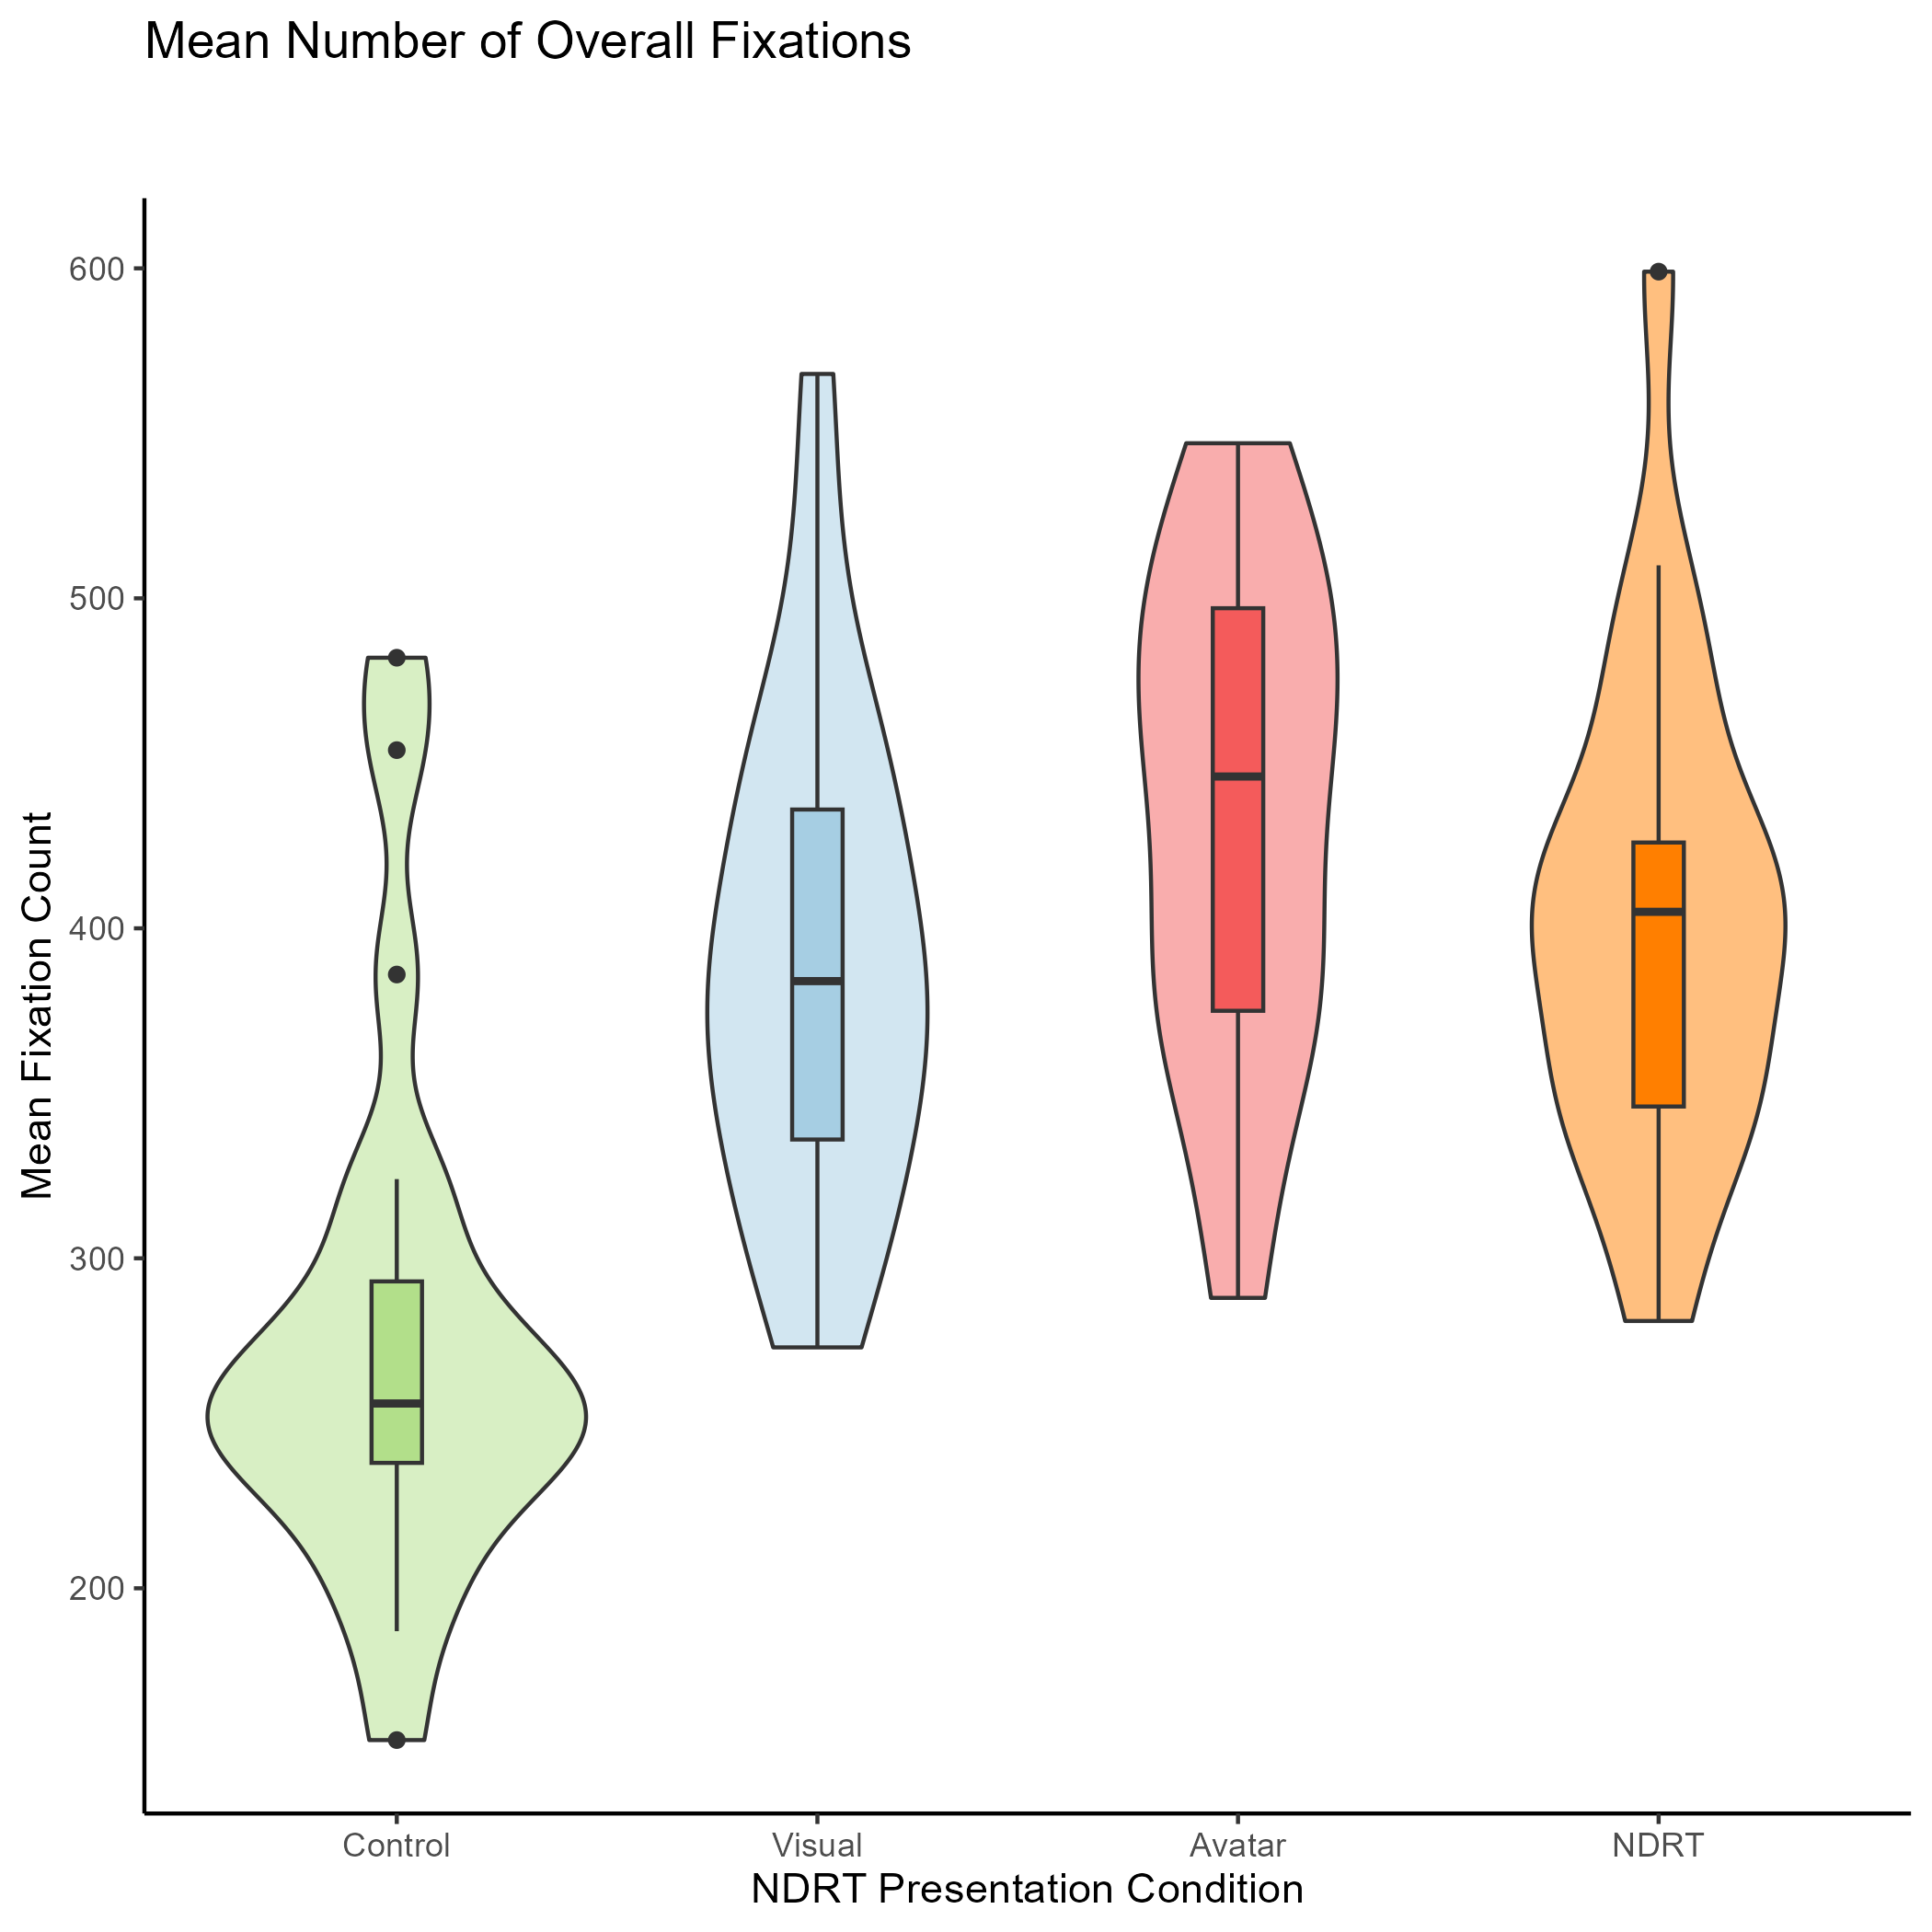 Mean Number of Overall Fixations
Mean Fixation Count
600
500
400
300
200
Control Visual Avatar NDRT
NDRT Presentation Condition